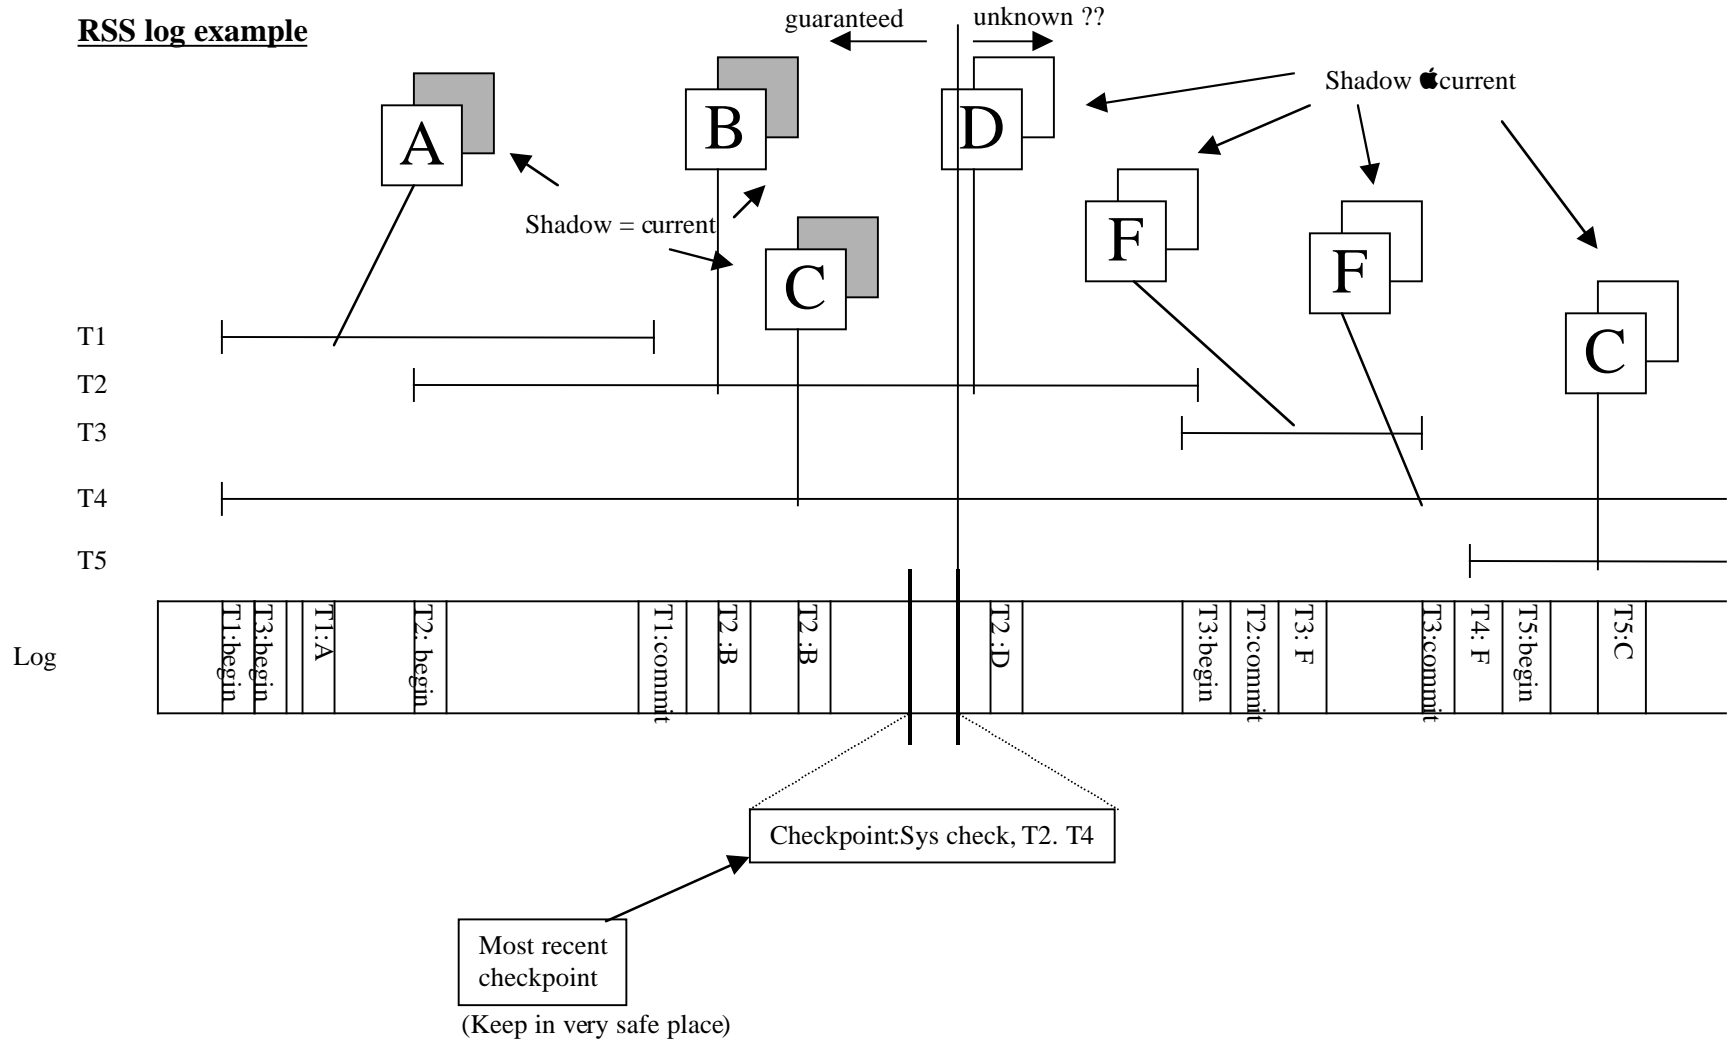 RSS log example
guaranteed
unknown ??
Shadow current
A
B
D
F
F
C
C
Shadow = current
T1
T2
T3
T4
T5
Log
T1:begin
T3:begin
T1:A
T2: begin
T1:commit
T2 :B
T2 :B
T2 :D
T3:begin
T2:commit
T3: F
T3:commit
T4: F
T5:begin
T5:C
Checkpoint:Sys check, T2. T4
Most recent
checkpoint
(Keep in very safe place)